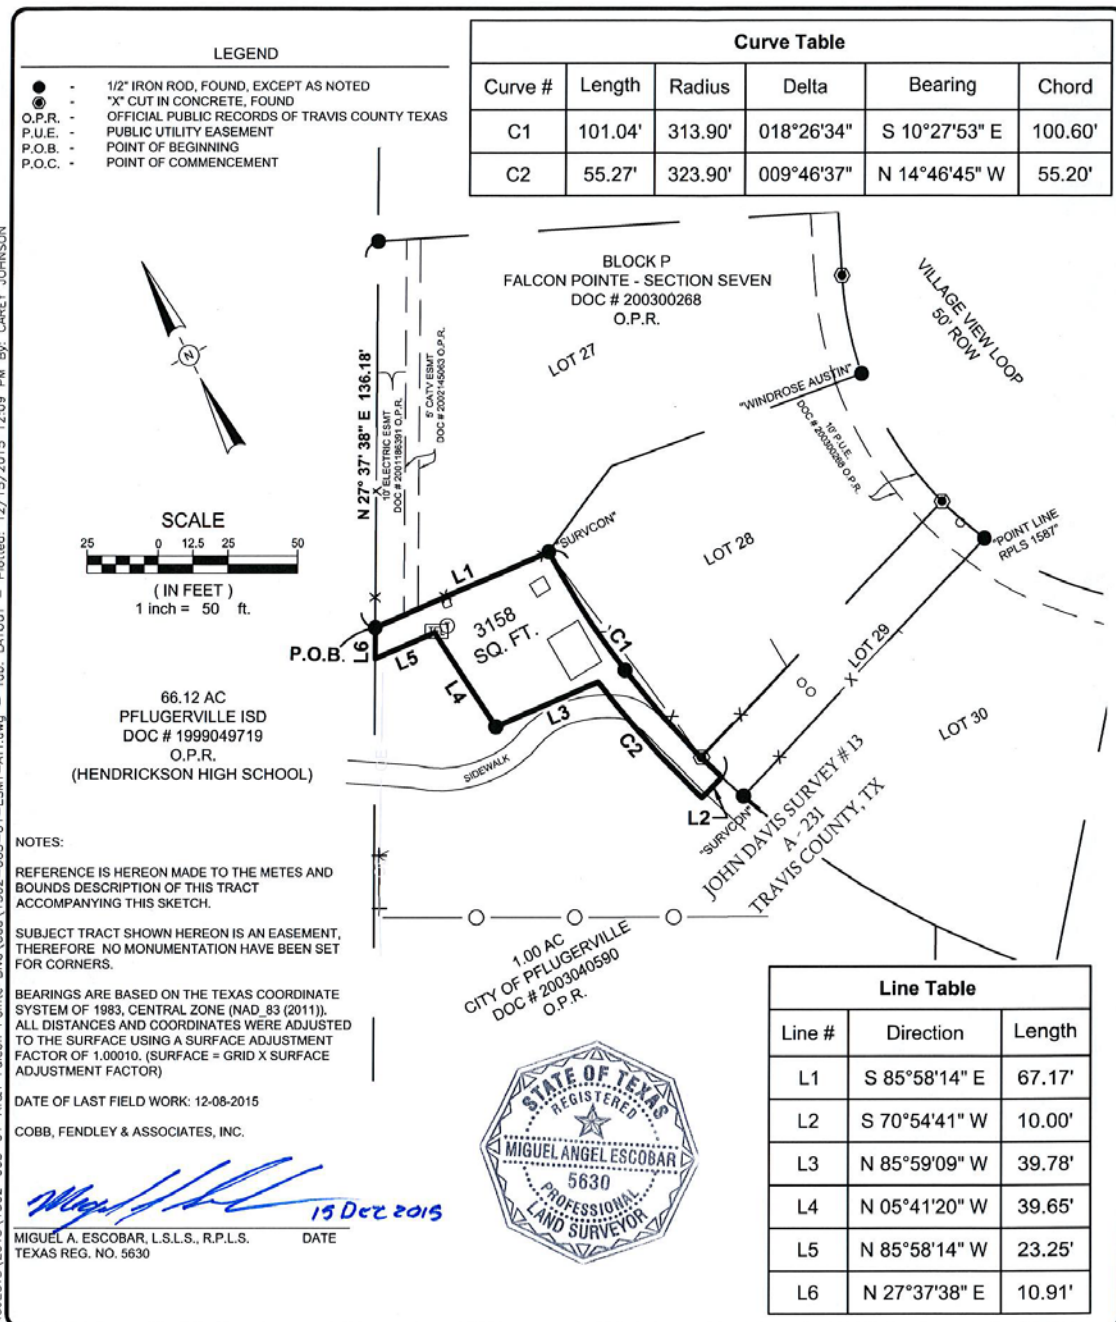 LEGEND
- 1/2" IRON ROD, FOUND, EXCEPT AS NOTED
- "X" CUT IN CONCRETE, FOUND
O.P.R. - OFFICIAL PUBLIC RECORDS OF TRAVIS COUNTY TEXAS
P.U.E. - PUBLIC UTILITY EASEMENT
P.O.B. - POINT OF BEGINNING
P.O.C. - POINT OF COMMENCEMENT
Curve Table
Curve # Length Radius Delta Bearing Chord
C1 101.04' 313.90' 018°26'34" S 10°27'53" E 100.60'
C2 55.27' 323.90' 009°46'37" N 14°46'45" W 55.20'
BLOCK P
FALCON POINTE - SECTION SEVEN
DOC # 200300268
O.P.R.
VILLAGE VIEW LOOP
50' ROW
LOT 27
"WINDROSE AUSTIN"
10' P.U.E.
DOC # 200300268 O.P.R.
N 27° 37' 38" E 136.18'
10' ELECTRIC ESMT
DOC # 2001186391 O.P.R.
5' CATV ESMT
DOC # 2002145063 O.P.R.
N
SCALE
25 0 12.5 25 50
( IN FEET )
1 inch = 50 ft.
"SURVCON"
LOT 28
"POINT LINE
RPLS 1587"
L1
3158
SQ. FT.
C1
P.O.B.
L6
L5
L4
L3
C2
L2
LOT 29
LOT 30
SIDEWALK
"SURVCON"
66.12 AC
PFLUGERVILLE ISD
DOC # 1999049719
O.P.R.
(HENDRICKSON HIGH SCHOOL)
JOHN DAVIS SURVEY # 13
A - 231
TRAVIS COUNTY, TX
1.00 AC
CITY OF PFLUGERVILLE
DOC # 2003040590
O.P.R.
NOTES:
REFERENCE IS HEREON MADE TO THE METES AND
BOUNDS DESCRIPTION OF THIS TRACT
ACCOMPANYING THIS SKETCH.
SUBJECT TRACT SHOWN HEREON IS AN EASEMENT,
THEREFORE NO MONUMENTATION HAVE BEEN SET
FOR CORNERS.
BEARINGS ARE BASED ON THE TEXAS COORDINATE
SYSTEM OF 1983, CENTRAL ZONE (NAD_83 (2011)).
ALL DISTANCES AND COORDINATES WERE ADJUSTED
TO THE SURFACE USING A SURFACE ADJUSTMENT
FACTOR OF 1.00010. (SURFACE = GRID X SURFACE
ADJUSTMENT FACTOR)
DATE OF LAST FIELD WORK: 12-08-2015
COBB, FENDLEY & ASSOCIATES, INC.
15 DEC 2015
MIGUEL A. ESCOBAR, L.S.L.S., R.P.L.S. DATE
TEXAS REG. NO. 5630
STATE OF TEXAS
REGISTERED
MIGUEL ANGEL ESCOBAR
5630
PROFESSIONAL
LAND SURVEYOR
Line Table
Line # Direction Length
L1 S 85°58'14" E 67.17'
L2 S 70°54'41" W 10.00'
L3 N 85°59'09" W 39.78'
L4 N 05°41'20" W 39.65'
L5 N 85°58'14" W 23.25'
L6 N 27°37'38" E 10.91'